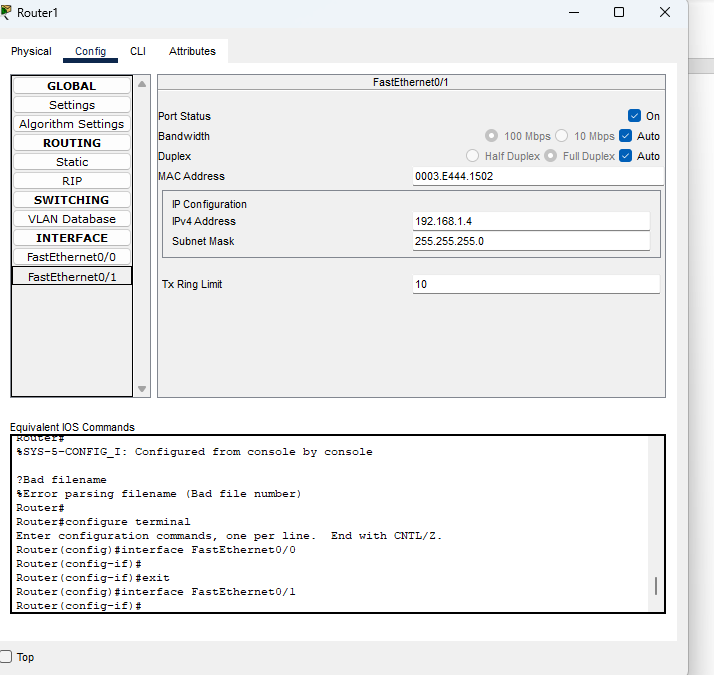 Router1
Physical Config CLI Attributes
GLOBAL
Settings
Algorithm Settings
ROUTING
Static
RIP
SWITCHING
VLAN Database
INTERFACE
FastEthernet0/0
FastEthernet0/1
FastEthernet0/1
Port Status On
Bandwidth 100 Mbps 10 Mbps Auto
Duplex Half Duplex Full Duplex Auto
MAC Address 0003.E444.1502
IP Configuration
IPv4 Address 192.168.1.4
Subnet Mask 255.255.255.0
Tx Ring Limit 10
Equivalent IOS Commands
Router#
%SYS-5-CONFIG_I: Configured from console by console
?Bad filename
%Error parsing filename (Bad file number)
Router#
Router#configure terminal
Enter configuration commands, one per line. End with CNTL/Z.
Router(config)#interface FastEthernet0/0
Router(config-if)#
Router(config-if)#exit
Router(config)#interface FastEthernet0/1
Router(config-if)#
Top